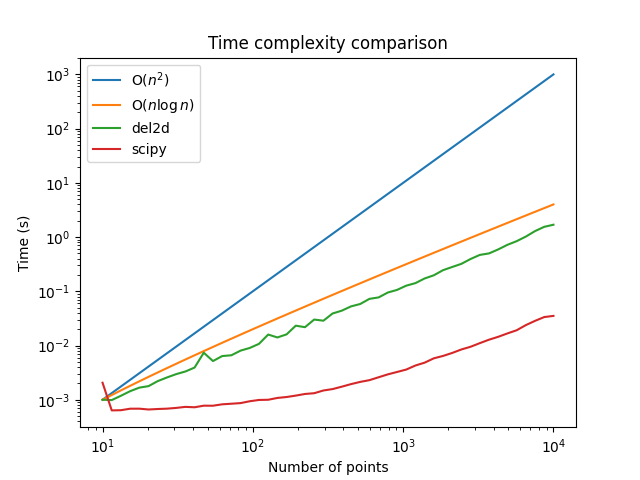 Time complexity comparison
O(n²)
O(n log n)
del2d
scipy
10³
10²
10¹
10⁰
10⁻¹
10⁻²
10⁻³
Time (s)
10¹ 10² 10³ 10⁴
Number of points